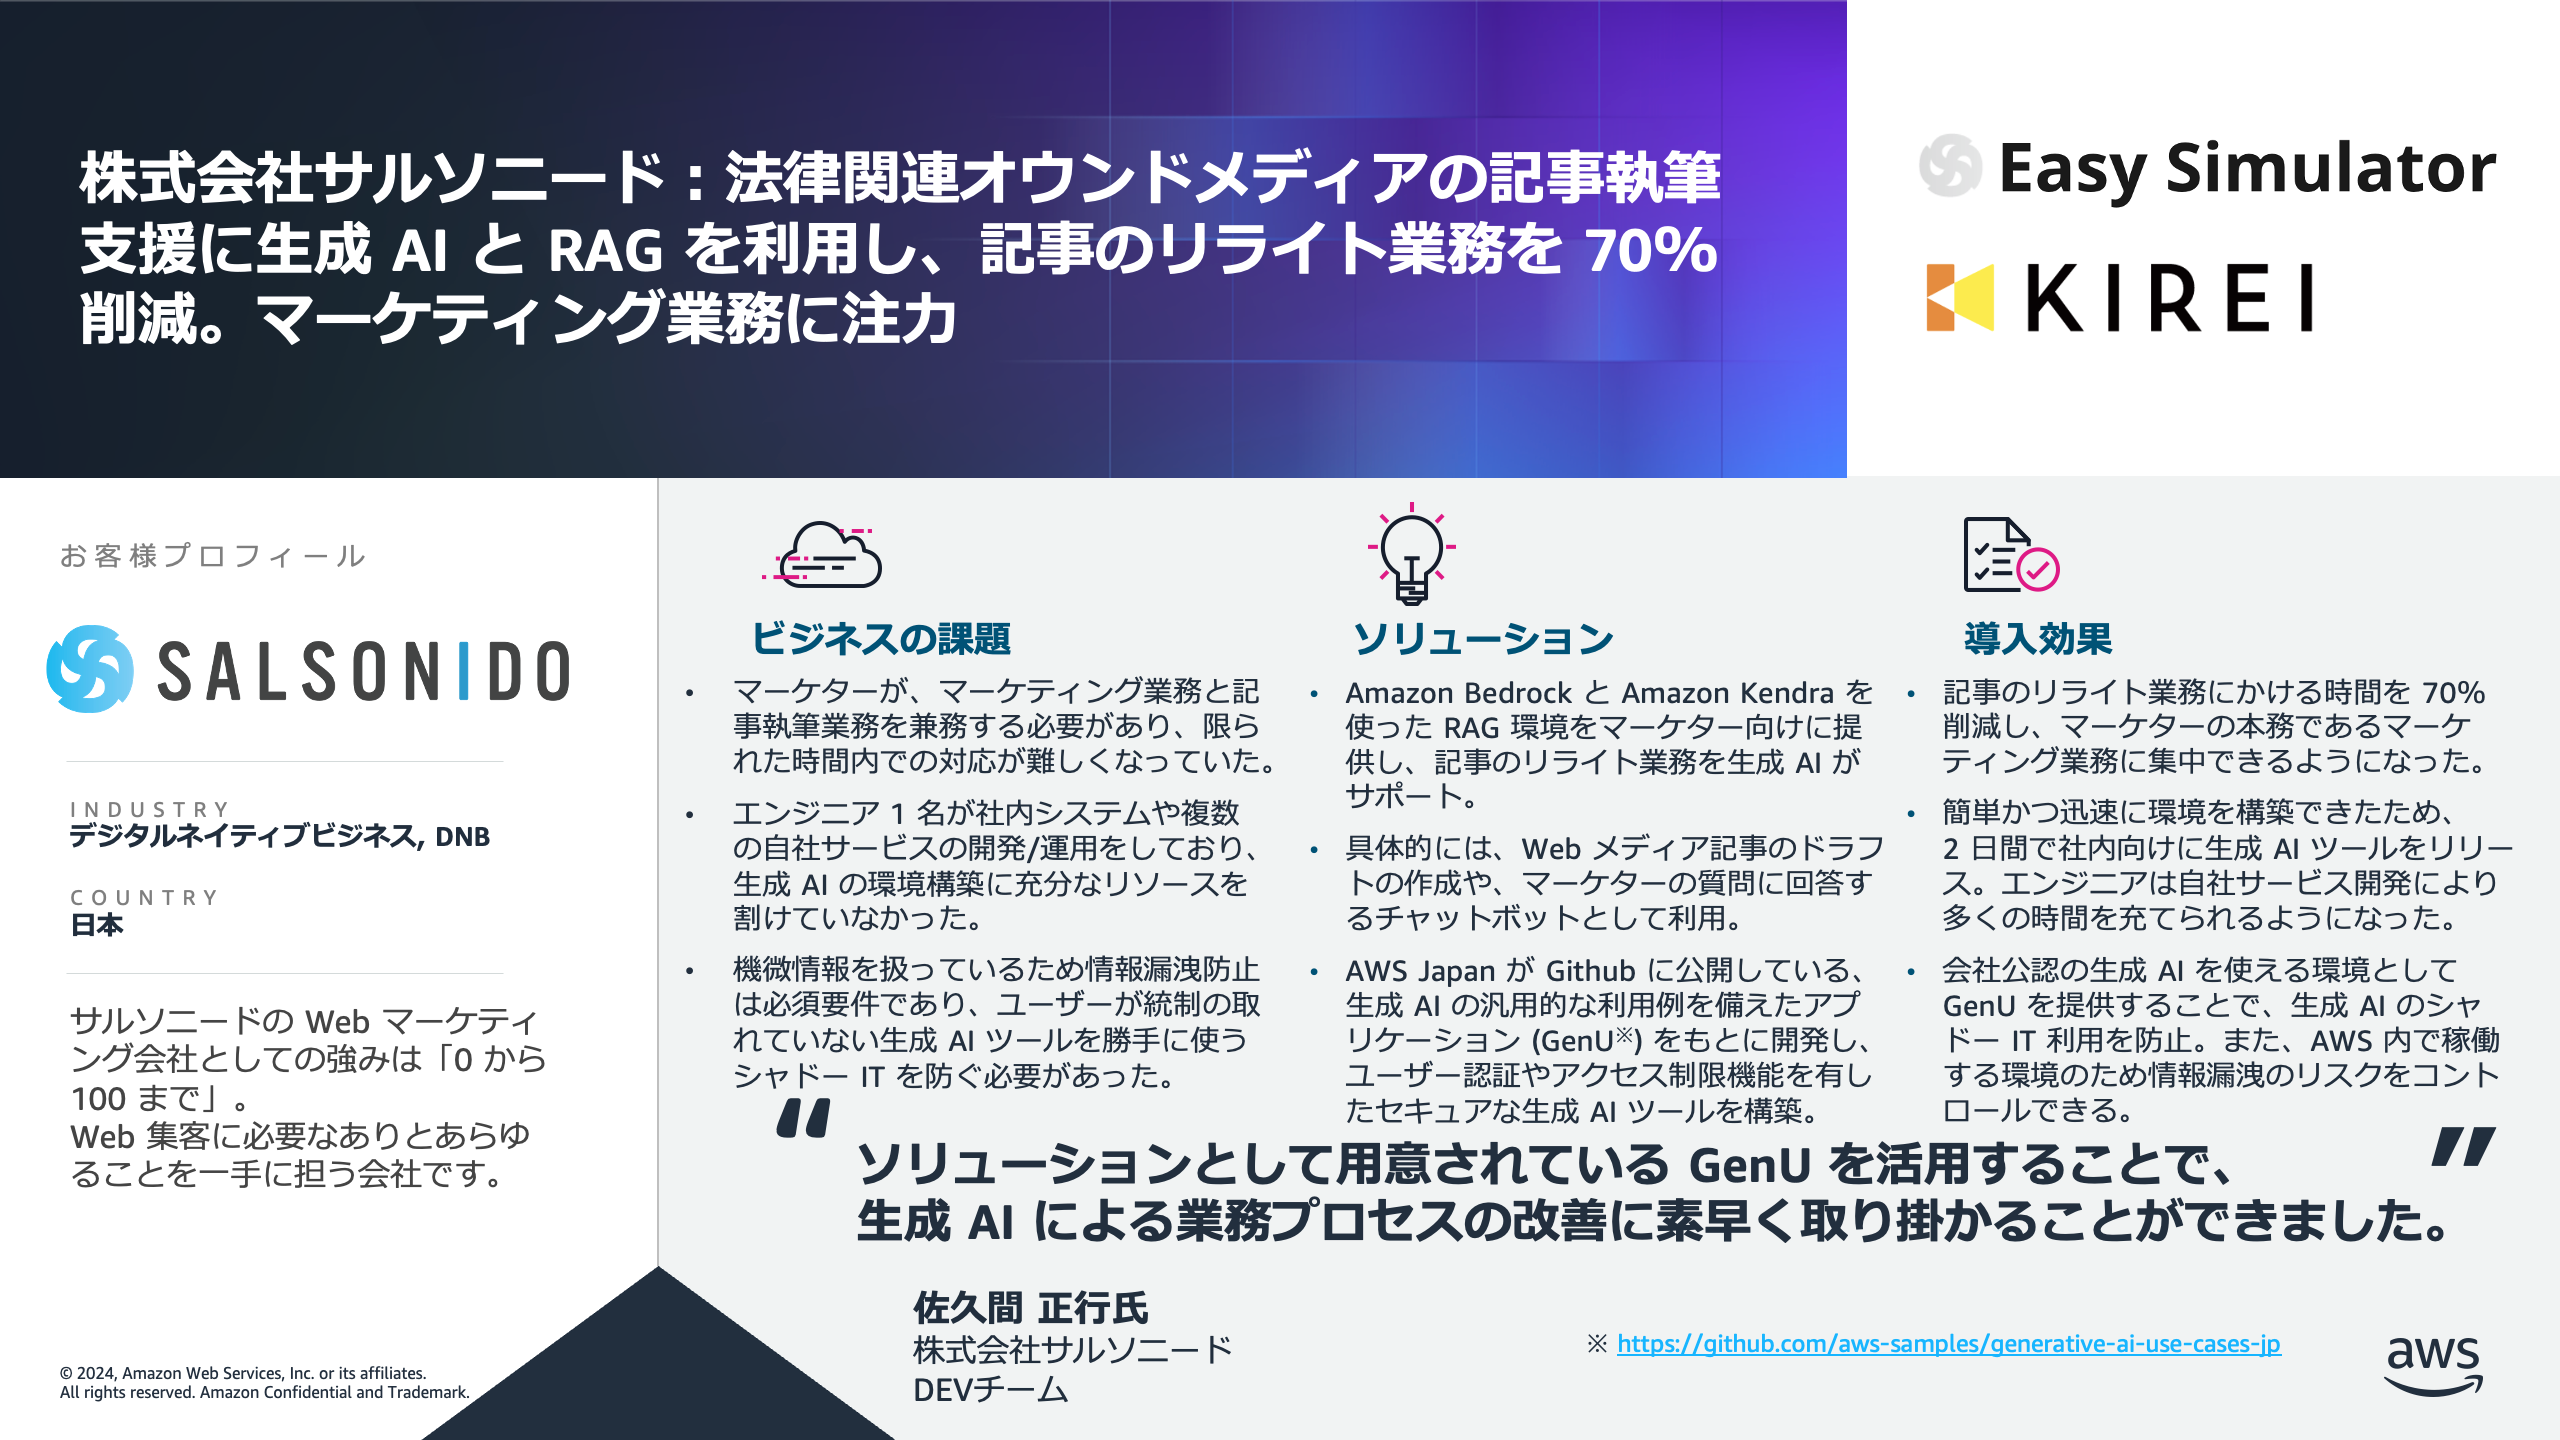 株式会社サルソニード：法律関連オウンドメディアの記事執筆
支援に生成 AI と RAG を利用し、記事のリライト業務を 70%
削減。マーケティング業務に注力
Easy Simulator
KIREI
お客様プロフィール
SALSONIDO
INDUSTRY
デジタルネイティブビジネス, DNB
COUNTRY
日本
サルソニードの Web マーケティ
ング会社としての強みは「0 から
100 まで」。
Web 集客に必要なありとあらゆ
ることを一手に担う会社です。
© 2024, Amazon Web Services, Inc. or its affiliates.
All rights reserved. Amazon Confidential and Trademark.
ビジネスの課題
• マーケターが、マーケティング業務と記
事執筆業務を兼務する必要があり、限ら
れた時間内での対応が難しくなっていた。
• エンジニア 1 名が社内システムや複数
の自社サービスの開発/運用をしており、
生成 AI の環境構築に充分なリソースを
割けていなかった。
• 機微情報を扱っているため情報漏洩防止
は必須要件であり、ユーザーが統制の取
れていない生成 AI ツールを勝手に使う
シャドー IT を防ぐ必要があった。
ソリューション
• Amazon Bedrock と Amazon Kendra を
使った RAG 環境をマーケター向けに提
供し、記事のリライト業務を生成 AI が
サポート。
• 具体的には、Web メディア記事のドラフ
トの作成や、マーケターの質問に回答す
るチャットボットとして利用。
• AWS Japan が Github に公開している、
生成 AI の汎用的な利用例を備えたアプ
リケーション (GenU※) をもとに開発し、
ユーザー認証やアクセス制限機能を有し
たセキュアな生成 AI ツールを構築。
導入効果
• 記事のリライト業務にかける時間を 70%
削減し、マーケターの本務であるマーケ
ティング業務に集中できるようになった。
• 簡単かつ迅速に環境を構築できたため、
2 日間で社内向けに生成 AI ツールをリリー
ス。エンジニアは自社サービス開発により
多くの時間を充てられるようになった。
• 会社公認の生成 AI を使える環境として
GenU を提供することで、生成 AI のシャ
ドー IT 利用を防止。また、AWS 内で稼働
する環境のため情報漏洩のリスクをコント
ロールできる。
“ソリューションとして用意されている GenU を活用することで、
生成 AI による業務プロセスの改善に素早く取り掛かることができました。”
佐久間 正行氏
株式会社サルソニード
DEVチーム
※ https://github.com/aws-samples/generative-ai-use-cases-jp
aws